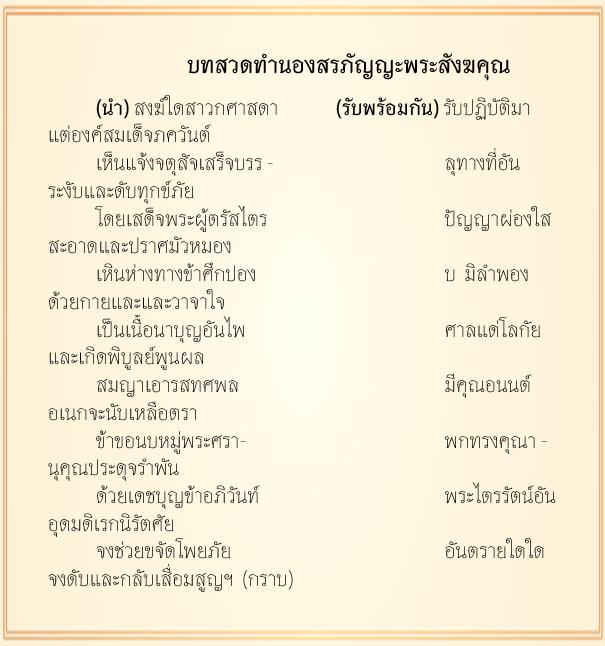 บทสวดทำนองสรภัญญะพระสังฆคุณ
(นำ) สงฆ์ใดสาวกศาสดา (รับพร้อมกัน) รับปฏิบัติมา
แต่องค์สมเด็จภควันต์
เห็นแจ้งจตุสัจเสร็จบรร - ลุทางที่อัน
ระงับและดับทุกข์ภัย
โดยเสด็จพระผู้ตรัสไตร ปัญญาผ่องใส
สะอาดและปราศมัวหมอง
เหินห่างทางข้าศึกปอง บ มิลำพอง
ด้วยกายและและวาจาใจ
เป็นเนื้อนาบุญอันไพ ศาลแด่โลกัย
และเกิดพิบูลย์พูนผล
สมญาเอารสทศพล มีคุณอนนต์
อเนกจะนับเหลือตรา
ข้าขอนบหมู่พระศรา- พกทรงคุณา -
นุคุณประดุจรำพัน
ด้วยเดชบุญข้าอภิวันท์ พระไตรรัตน์อัน
อุดมดิเรกนิรัตศัย
จงช่วยขจัดโพยภัย อันตรายใดใด
จงดับและกลับเสื่อมสูญฯ (กราบ)